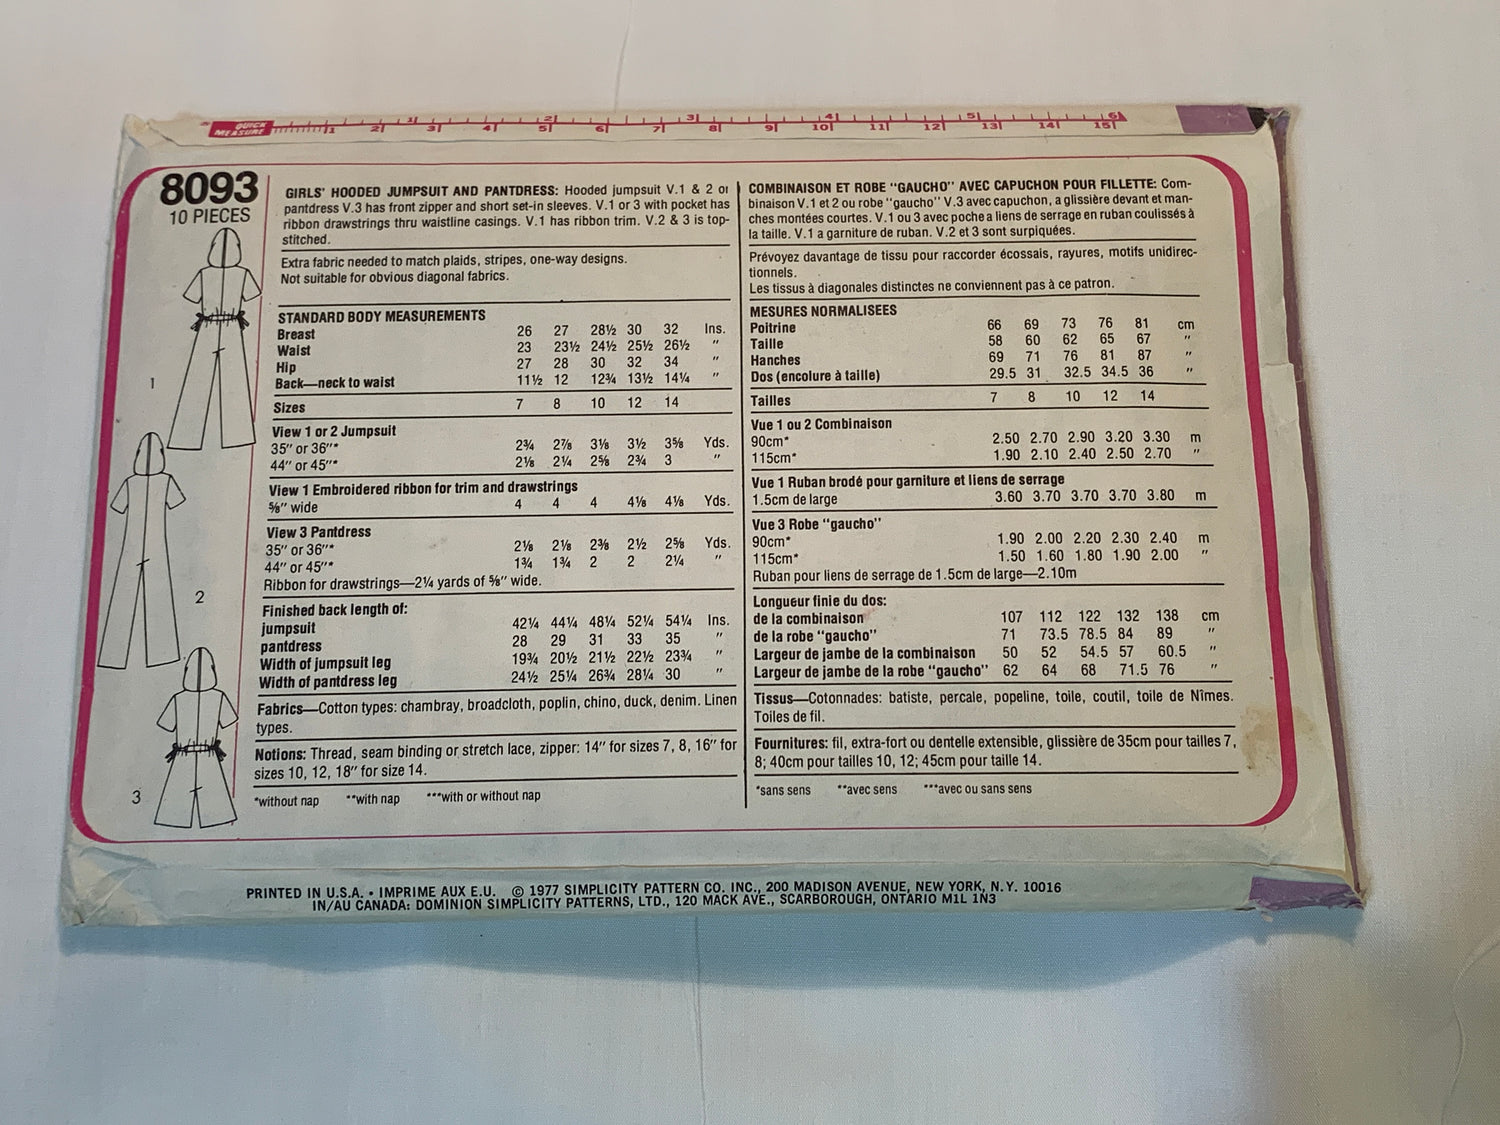 QUICK MEASURE
1 2 3 4 5 6
1 2 3 4 5 6 7 8 9 10 11 12 13 14 15
8093
10 PIECES
1
2
3
GIRLS' HOODED JUMPSUIT AND PANTDRESS: Hooded jumpsuit V.1 & 2 or
pantdress V.3 has front zipper and short set-in sleeves. V.1 or 3 with pocket has
ribbon drawstrings thru waistline casings. V.1 has ribbon trim. V.2 & 3 is top-
stitched.
Extra fabric needed to match plaids, stripes, one-way designs.
Not suitable for obvious diagonal fabrics.
STANDARD BODY MEASUREMENTS
Breast 26 27 28½ 30 32 Ins.
Waist 23 23½ 24½ 25½ 26½ "
Hip 27 28 30 32 34 "
Back—neck to waist 11½ 12 12¾ 13½ 14¼ "
Sizes 7 8 10 12 14
View 1 or 2 Jumpsuit
35" or 36"* 2¾ 2⅞ 3⅛ 3½ 3⅝ Yds.
44" or 45"* 2⅛ 2¼ 2⅝ 2¾ 3 "
View 1 Embroidered ribbon for trim and drawstrings
⅝" wide 4 4 4 4⅛ 4⅛ Yds.
View 3 Pantdress
35" or 36"* 2⅛ 2⅛ 2⅜ 2½ 2⅝ Yds.
44" or 45"* 1¾ 1¾ 2 2 2¼ "
Ribbon for drawstrings—2¼ yards of ⅝" wide.
Finished back length of:
jumpsuit 42¼ 44¼ 48¼ 52¼ 54¼ Ins.
pantdress 28 29 31 33 35 "
Width of jumpsuit leg 19¾ 20½ 21½ 22½ 23¾ "
Width of pantdress leg 24½ 25¼ 26¾ 28¼ 30 "
Fabrics—Cotton types: chambray, broadcloth, poplin, chino, duck, denim. Linen
types.
Notions: Thread, seam binding or stretch lace, zipper: 14" for sizes 7, 8, 16" for
sizes 10, 12, 18" for size 14.
*without nap **with nap ***with or without nap
COMBINAISON ET ROBE "GAUCHO" AVEC CAPUCHON POUR FILLETTE: Com-
binaison V.1 et 2 ou robe "gaucho" V.3 avec capuchon, a glissière devant et man-
ches montées courtes. V.1 ou 3 avec poche a liens de serrage en ruban coulissés à
la taille. V.1 a garniture de ruban. V.2 et 3 sont surpiquées.
Prévoyez davantage de tissu pour raccorder écossais, rayures, motifs unidirec-
tionnels.
Les tissus à diagonales distinctes ne conviennent pas à ce patron.
MESURES NORMALISEES
Poitrine 66 69 73 76 81 cm
Taille 58 60 62 65 67 "
Hanches 69 71 76 81 87 "
Dos (encolure à taille) 29.5 31 32.5 34.5 36 "
Tailles 7 8 10 12 14
Vue 1 ou 2 Combinaison
90cm* 2.50 2.70 2.90 3.20 3.30 m
115cm* 1.90 2.10 2.40 2.50 2.70 "
Vue 1 Ruban brodé pour garniture et liens de serrage
1.5cm de large 3.60 3.70 3.70 3.70 3.80 m
Vue 3 Robe "gaucho"
90cm* 1.90 2.00 2.20 2.30 2.40 m
115cm* 1.50 1.60 1.80 1.90 2.00 "
Ruban pour liens de serrage de 1.5cm de large—2.10m
Longueur finie du dos:
de la combinaison 107 112 122 132 138 cm
de la robe "gaucho" 71 73.5 78.5 84 89 "
Largeur de jambe de la combinaison 50 52 54.5 57 60.5 "
Largeur de jambe de la robe "gaucho" 62 64 68 71.5 76 "
Tissus—Cotonnades: batiste, percale, popeline, toile, coutil, toile de Nîmes.
Toiles de fil.
Fournitures: fil, extra-fort ou dentelle extensible, glissière de 35cm pour tailles 7,
8; 40cm pour tailles 10, 12; 45cm pour taille 14.
*sans sens **avec sens ***avec ou sans sens
PRINTED IN U.S.A. • IMPRIME AUX E.U. © 1977 SIMPLICITY PATTERN CO. INC., 200 MADISON AVENUE, NEW YORK, N.Y. 10016
IN/AU CANADA: DOMINION SIMPLICITY PATTERNS, LTD., 120 MACK AVE., SCARBOROUGH, ONTARIO M1L 1N3